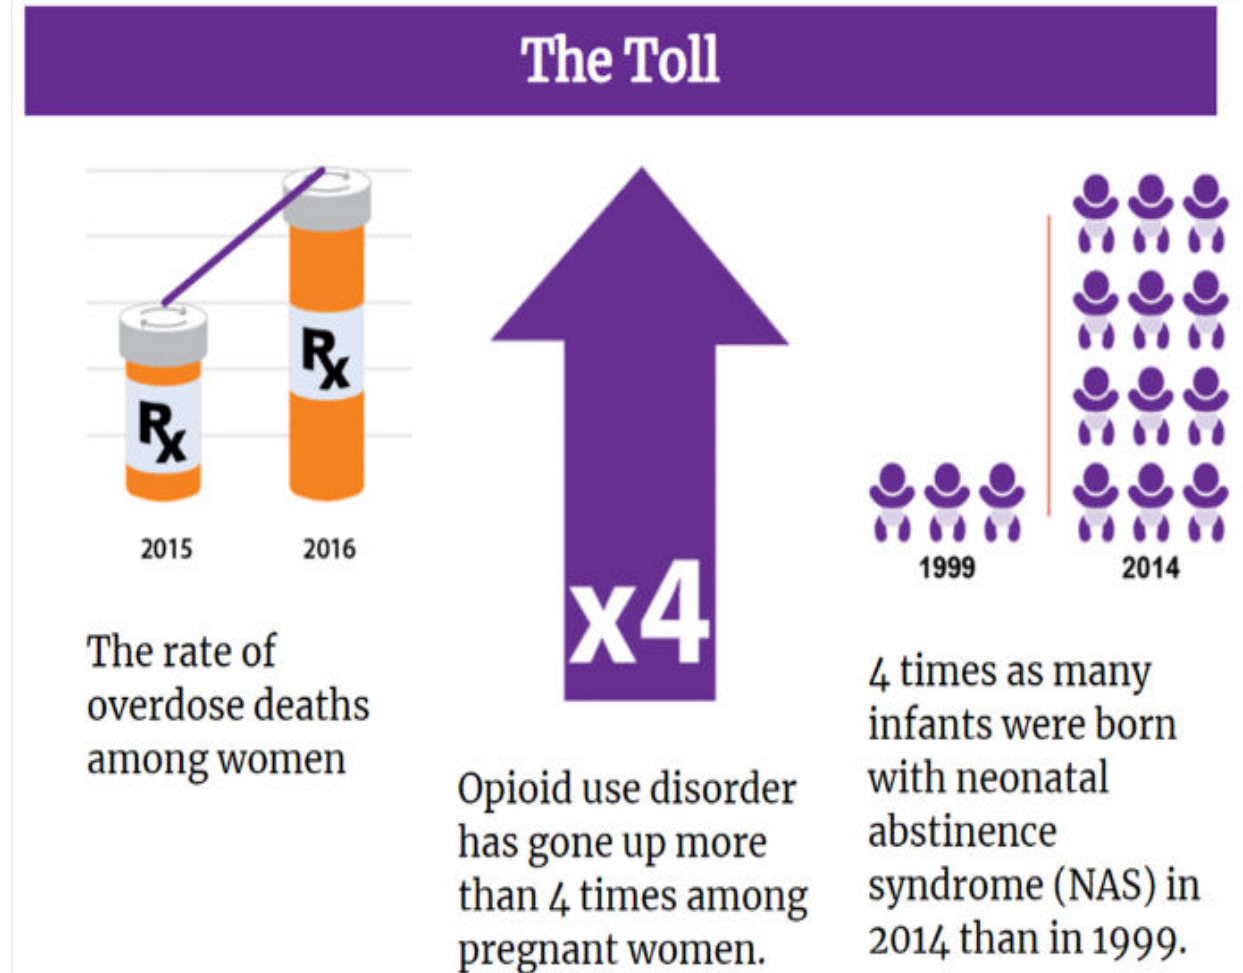 The Toll
Rx
Rx
2015
2016
The rate of
overdose deaths
among women
x4
Opioid use disorder
has gone up more
than 4 times among
pregnant women.
1999
2014
4 times as many
infants were born
with neonatal
abstinence
syndrome (NAS) in
2014 than in 1999.